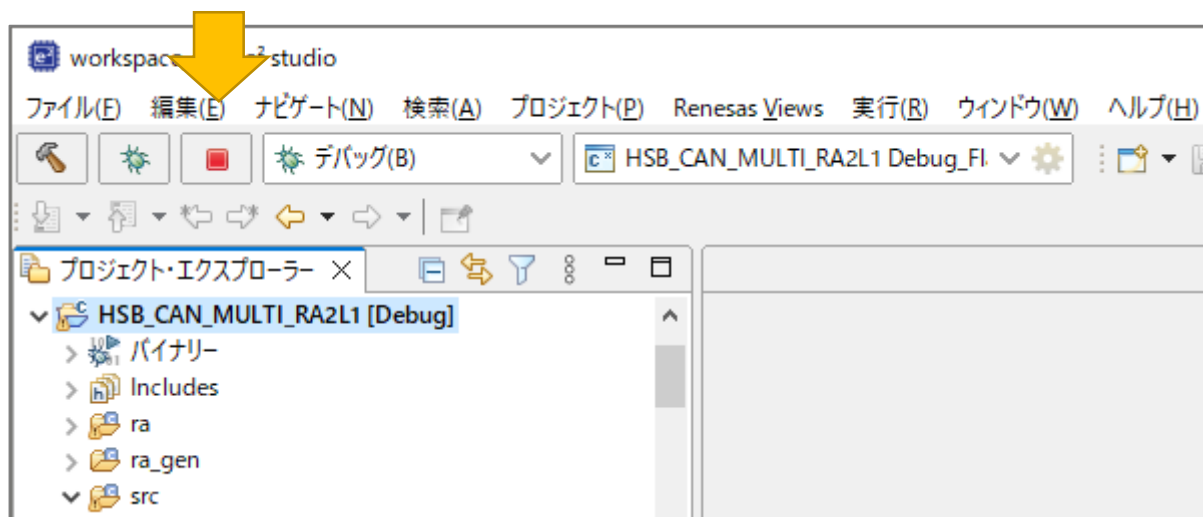 workspac ² studio
ファイル(F) 編集(E) ナビゲート(N) 検索(A) プロジェクト(P) Renesas Views 実行(R) ウィンドウ(W) ヘルプ(H)
デバッグ(B) HSB_CAN_MULTI_RA2L1 Debug_Fl
プロジェクト・エクスプローラー
HSB_CAN_MULTI_RA2L1 [Debug]
バイナリー
Includes
ra
ra_gen
src